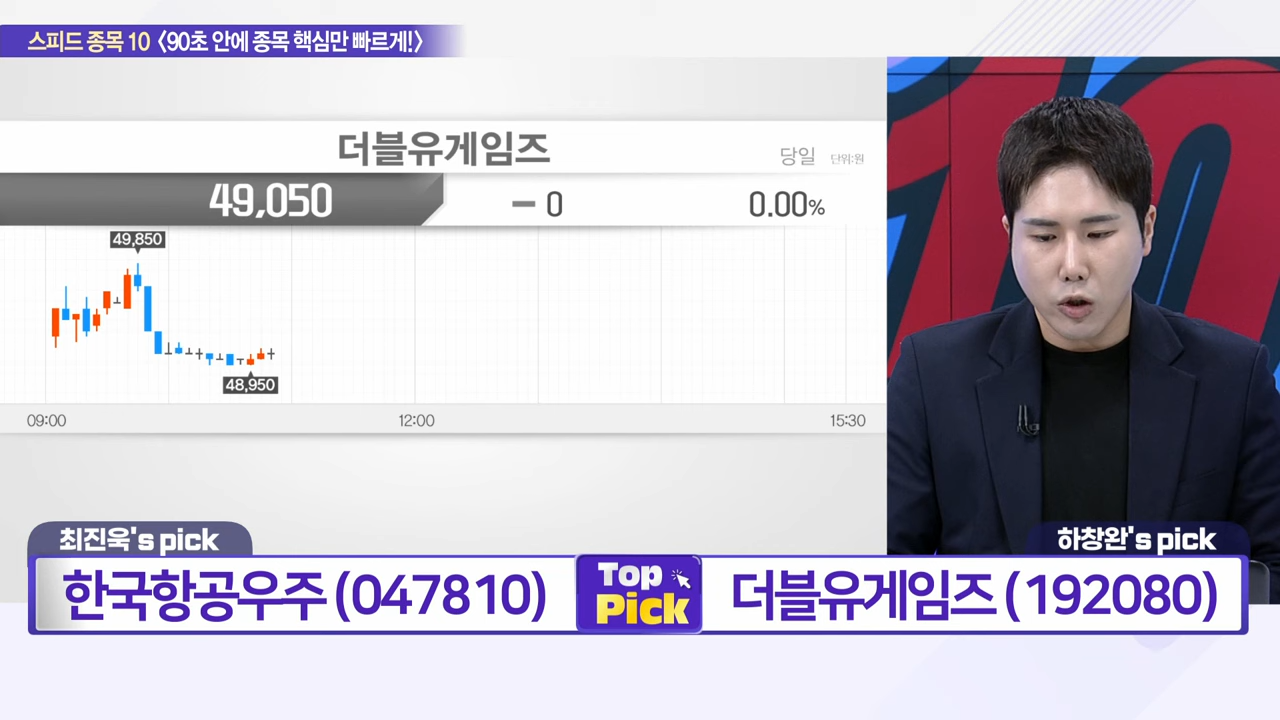 스피드 종목 10 〈90초 안에 종목 핵심만 빠르게!〉
더블유게임즈
당일 단위:원
49,050 0 0.00%
49,850
48,950
09:00 12:00 15:30
최진욱's pick
하창완's pick
한국항공우주 (047810)
Top Pick
더블유게임즈 (192080)